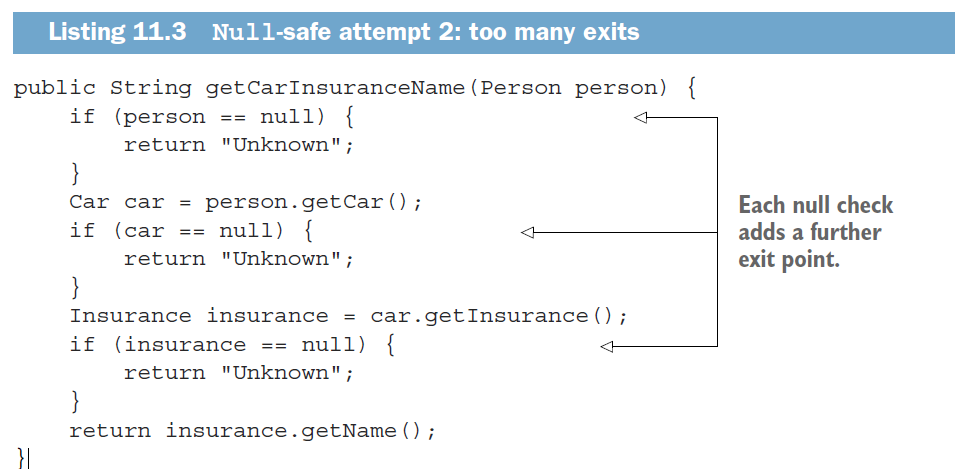 Listing 11.3 Null-safe attempt 2: too many exits
public String getCarInsuranceName(Person person) {
if (person == null) {
return "Unknown";
}
Car car = person.getCar();
if (car == null) {
return "Unknown";
}
Insurance insurance = car.getInsurance();
if (insurance == null) {
return "Unknown";
}
return insurance.getName();
}
Each null check
adds a further
exit point.